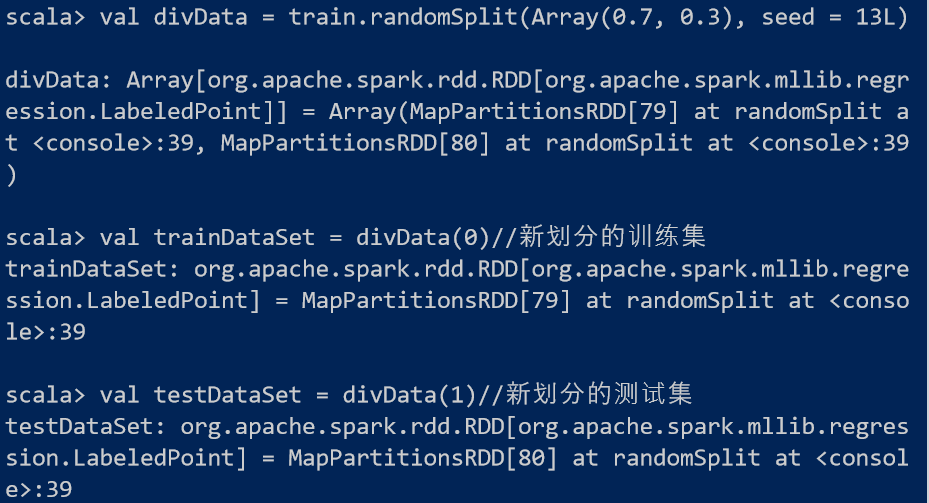 scala> val divData = train.randomSplit(Array(0.7, 0.3), seed = 13L)
divData: Array[org.apache.spark.rdd.RDD[org.apache.spark.mllib.regr
ession.LabeledPoint]] = Array(MapPartitionsRDD[79] at randomSplit a
t <console>:39, MapPartitionsRDD[80] at randomSplit at <console>:39
)
scala> val trainDataSet = divData(0)//新划分的训练集
trainDataSet: org.apache.spark.rdd.RDD[org.apache.spark.mllib.regre
ssion.LabeledPoint] = MapPartitionsRDD[79] at randomSplit at <conso
le>:39
scala> val testDataSet = divData(1)//新划分的测试集
testDataSet: org.apache.spark.rdd.RDD[org.apache.spark.mllib.regres
sion.LabeledPoint] = MapPartitionsRDD[80] at randomSplit at <consol
e>:39